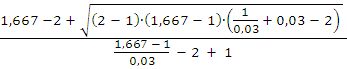 1,667 −2 + √((2 − 1)·(1,667 − 1)·(1/0,03 + 0,03 − 2))
(1,667 − 1)/0,03 − 2 + 1